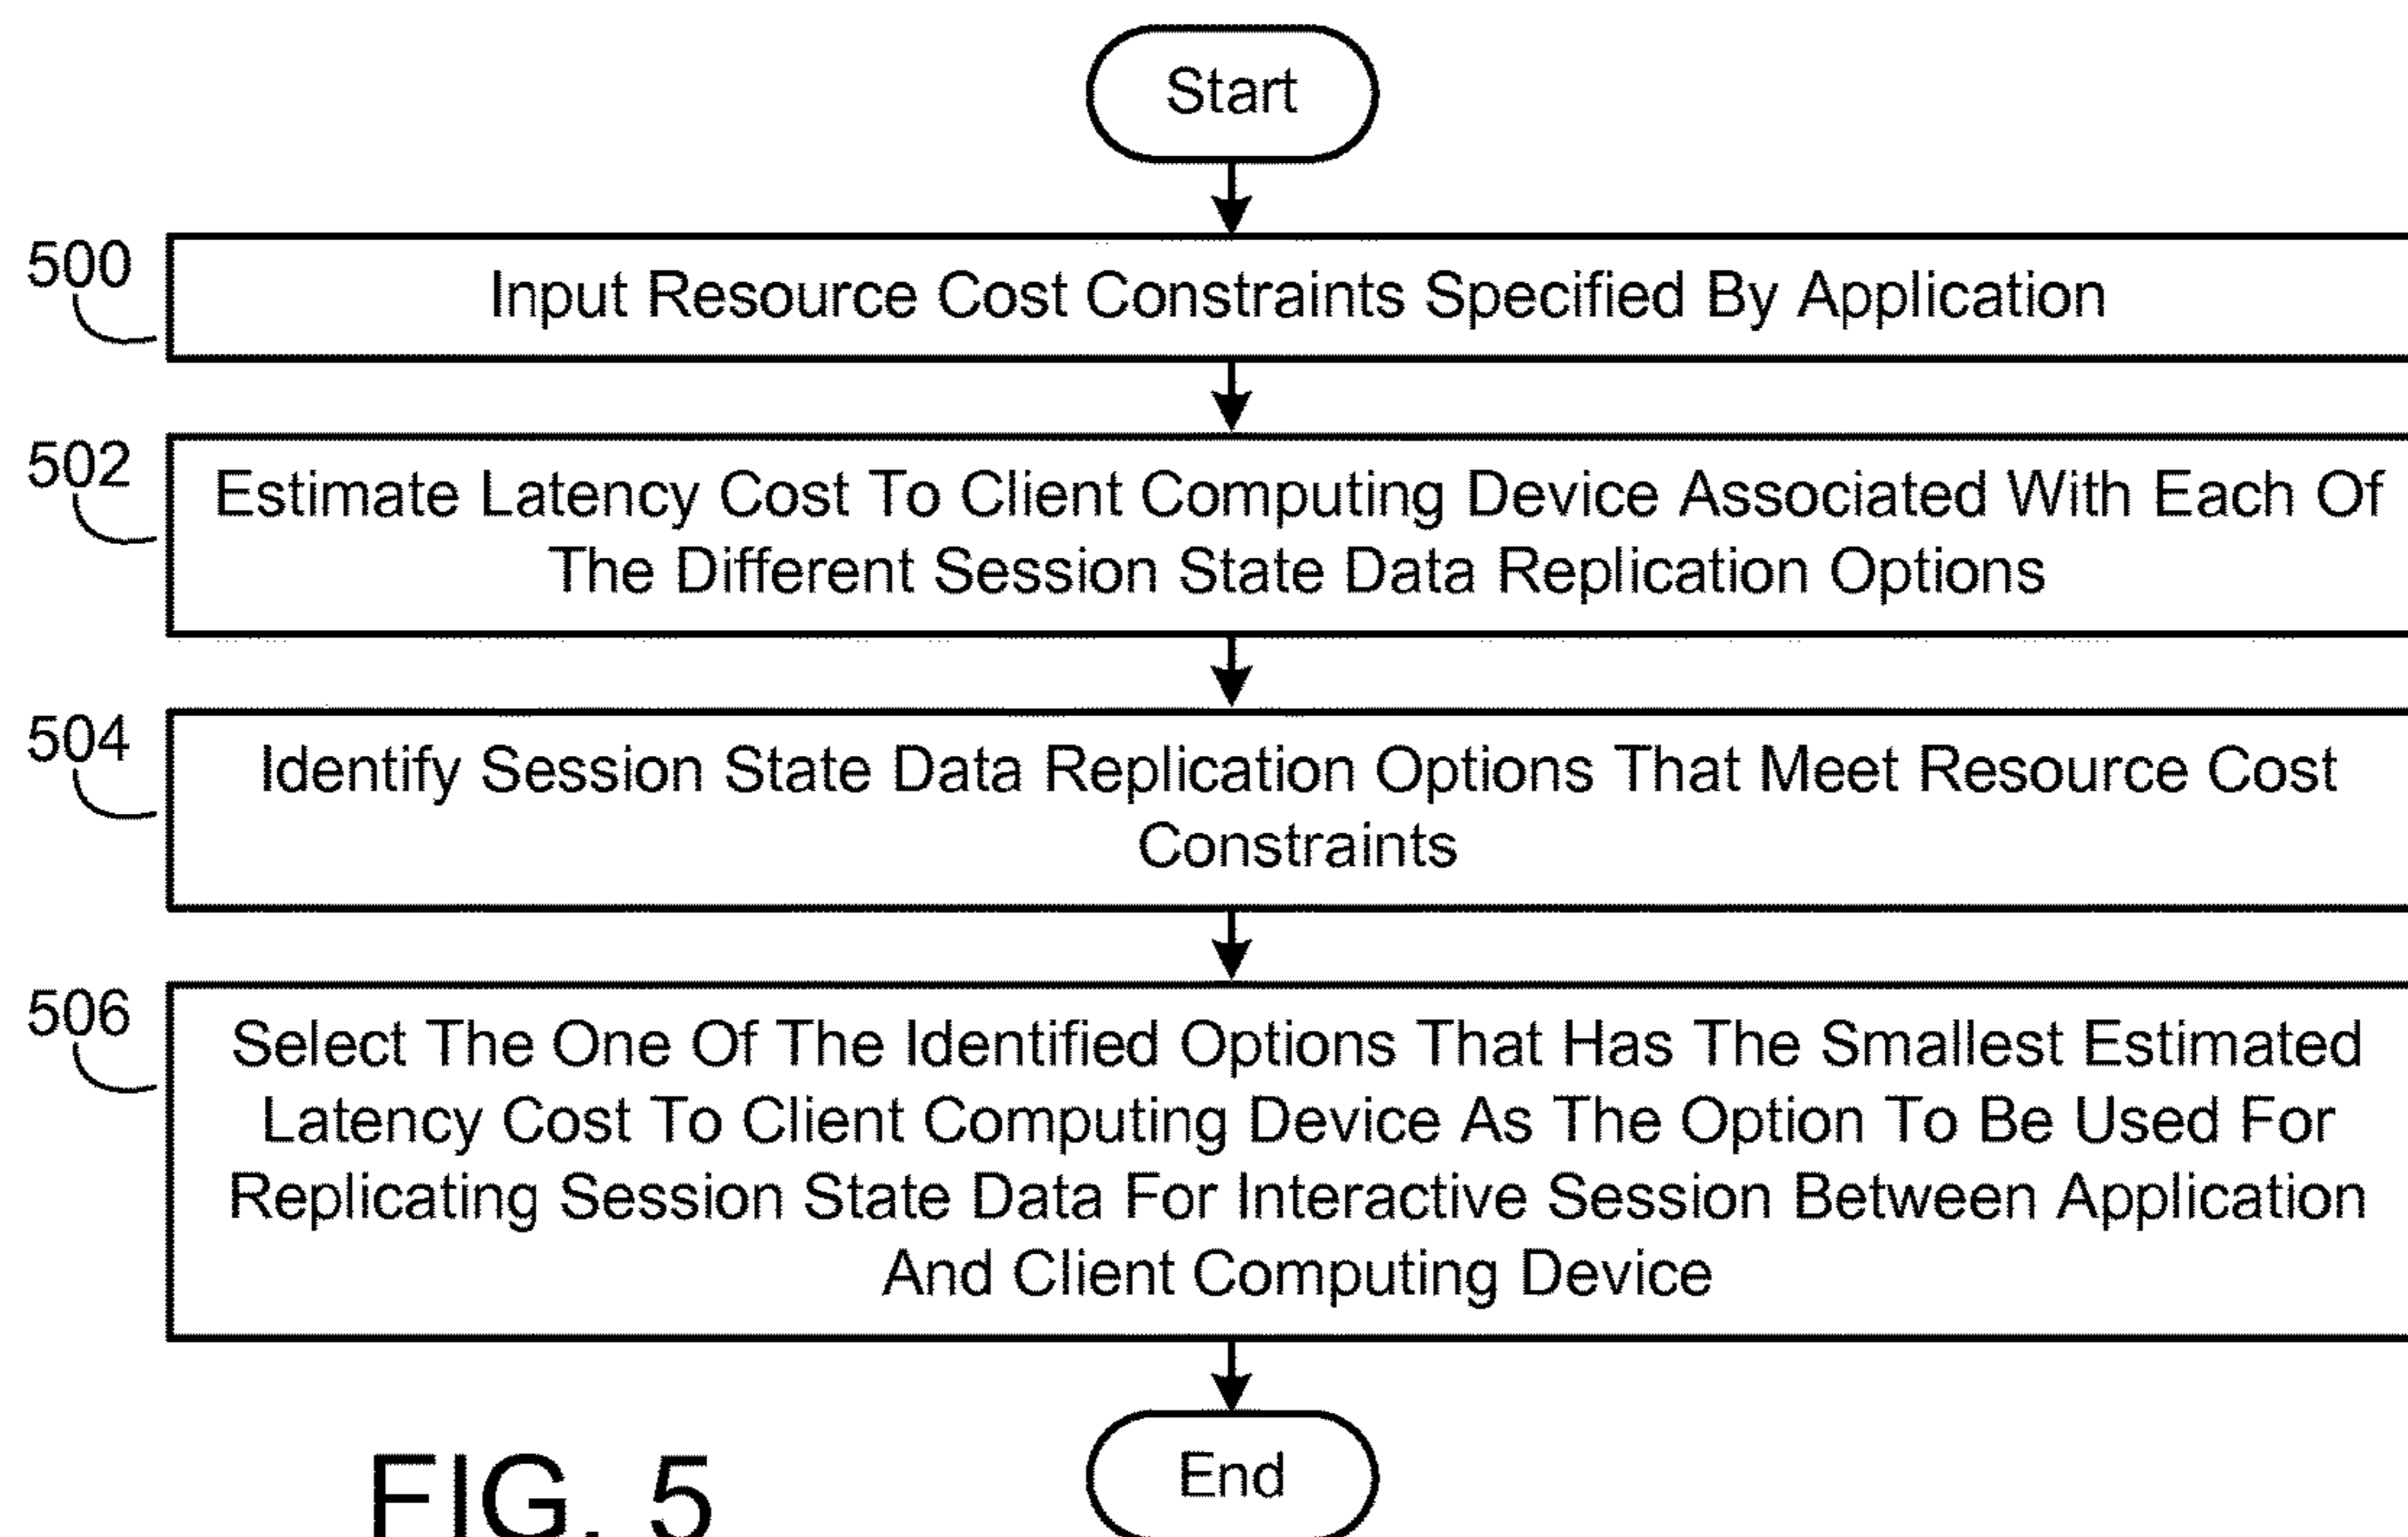 Start
500
Input Resource Cost Constraints Specified By Application
502
Estimate Latency Cost To Client Computing Device Associated With Each Of
The Different Session State Data Replication Options
504
Identify Session State Data Replication Options That Meet Resource Cost
Constraints
506
Select The One Of The Identified Options That Has The Smallest Estimated
Latency Cost To Client Computing Device As The Option To Be Used For
Replicating Session State Data For Interactive Session Between Application
And Client Computing Device
End
FIG. 5